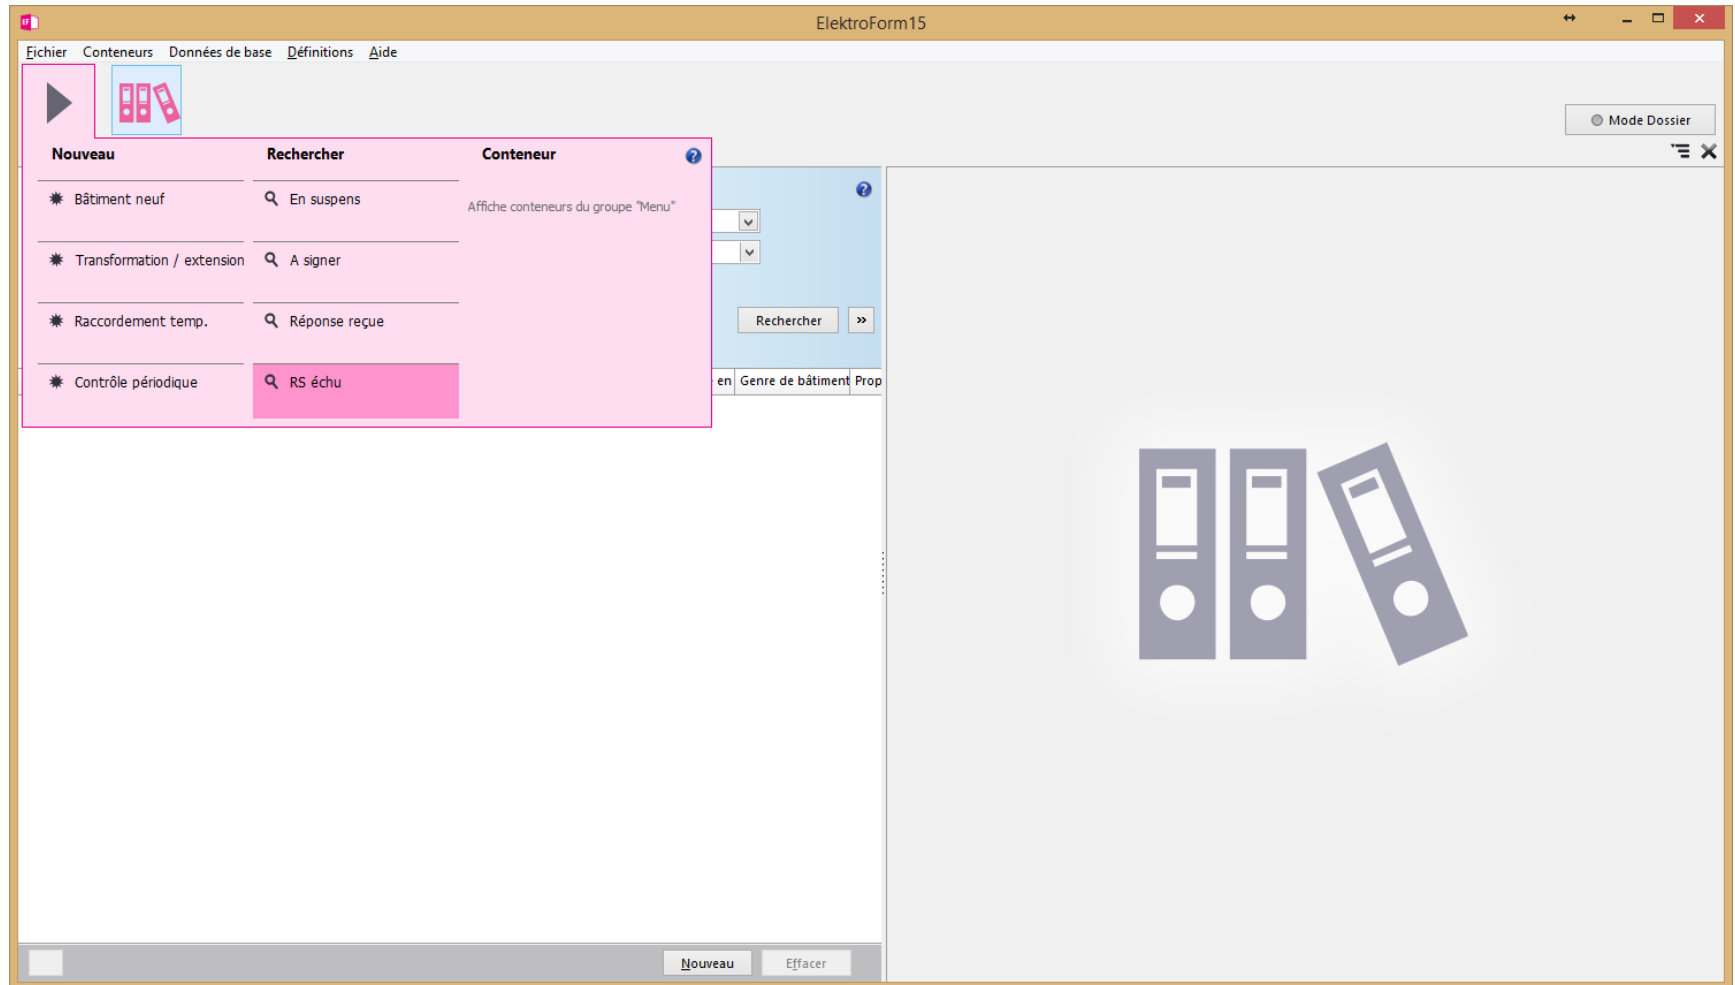 EF
ElektroForm15
Fichier Conteneurs Données de base Définitions Aide
Mode Dossier
Nouveau Rechercher Conteneur
Bâtiment neuf En suspens
Affiche conteneurs du groupe "Menu"
Transformation / extension A signer
Raccordement temp. Réponse reçue
Rechercher »
Contrôle périodique RS échu
en Genre de bâtiment Prop
Nouveau Effacer